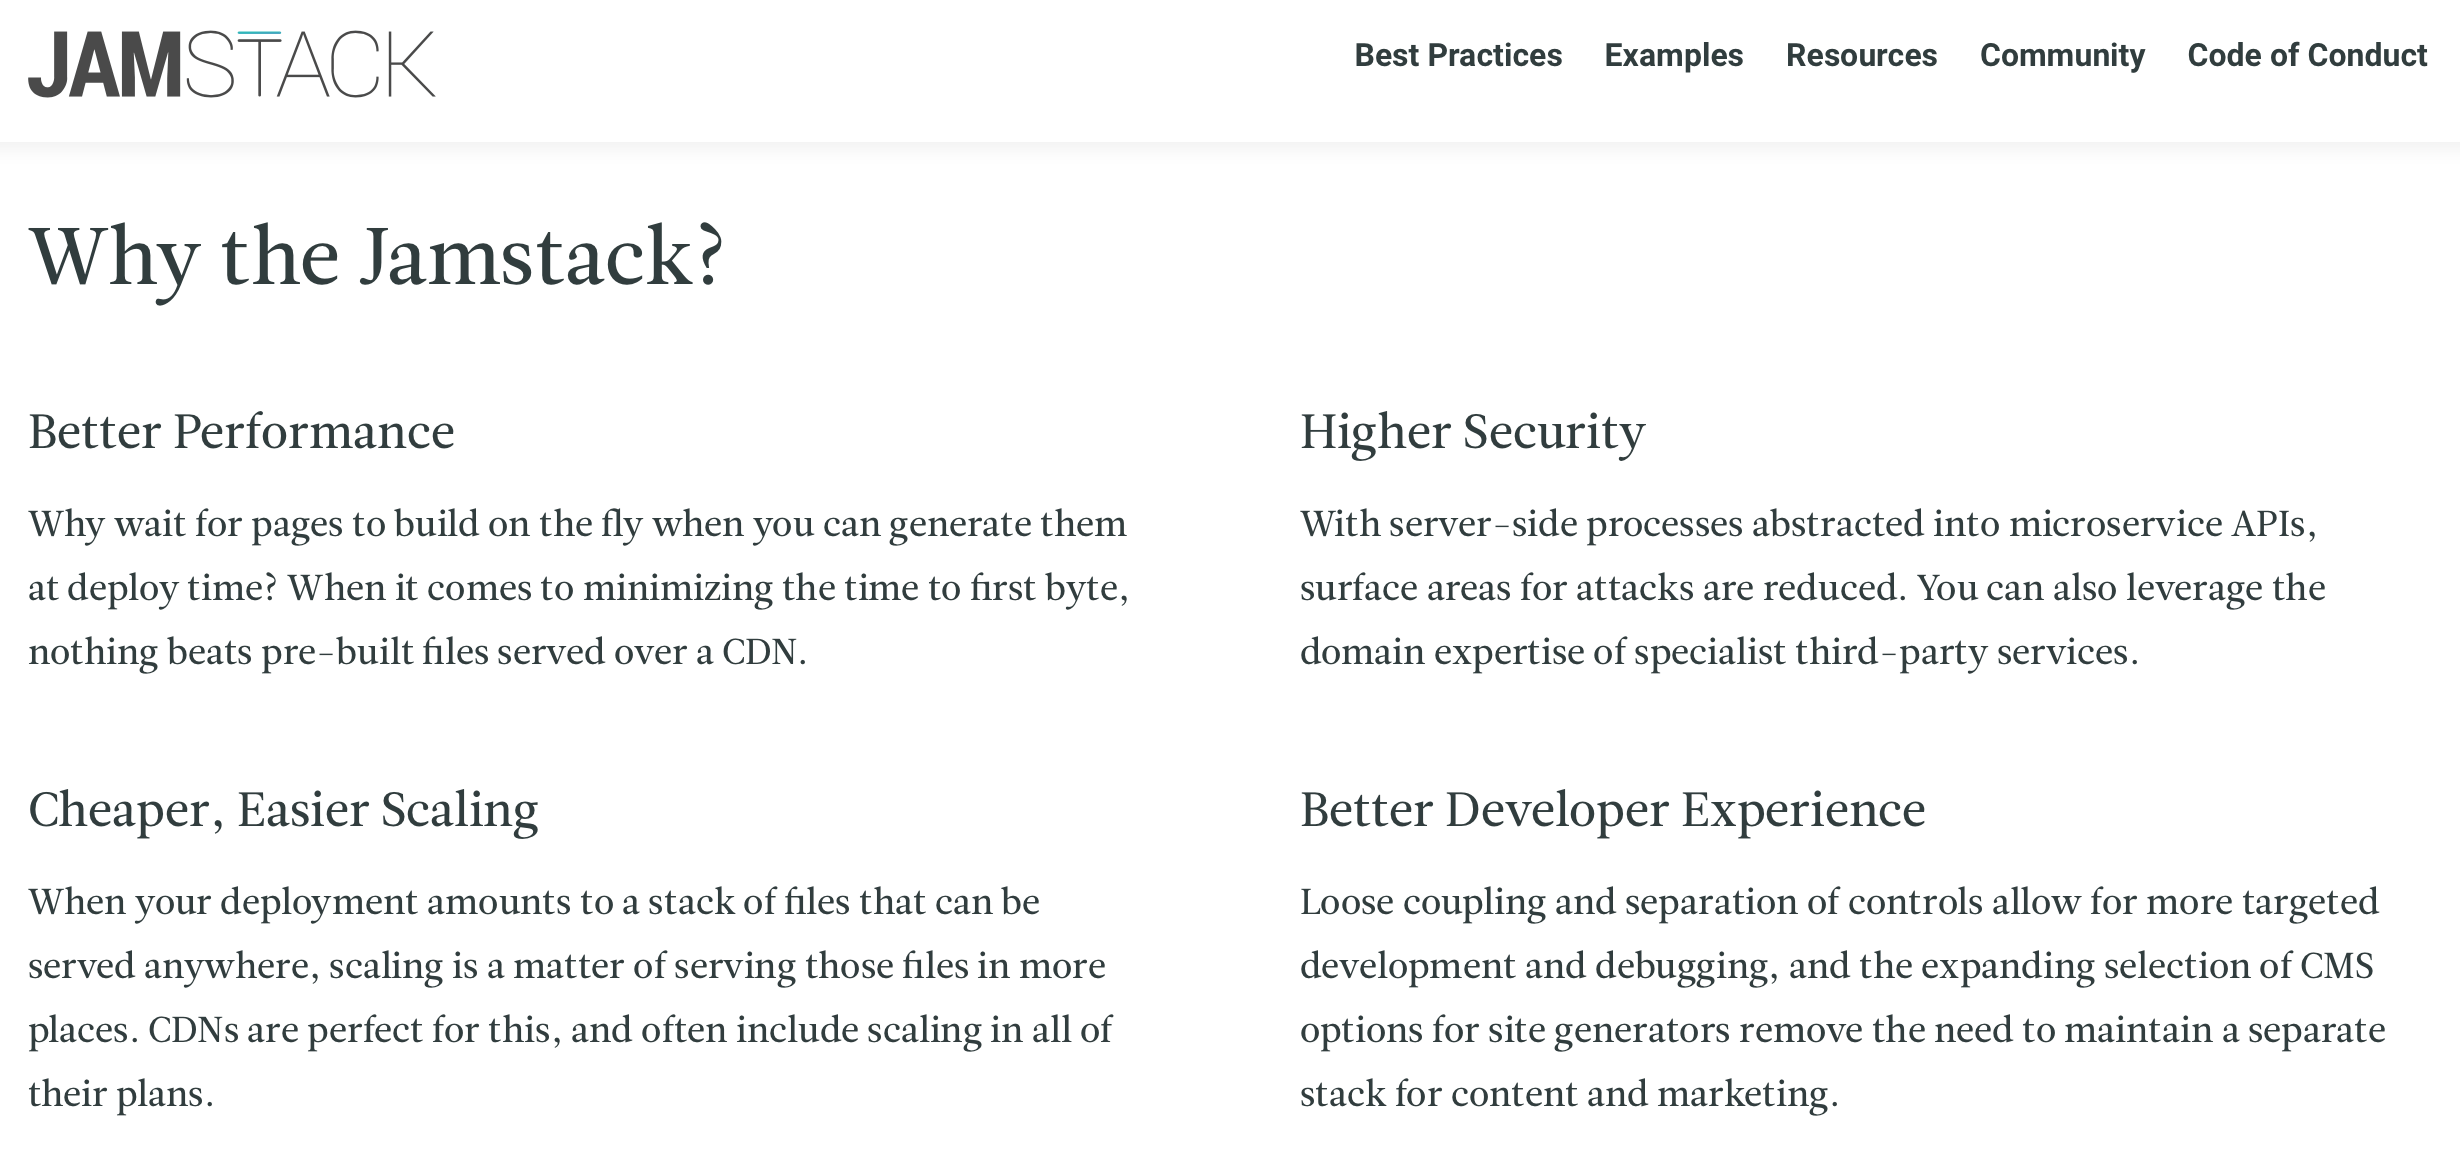 JAMSTACK
Best Practices Examples Resources Community Code of Conduct
Why the Jamstack?
Better Performance
Why wait for pages to build on the fly when you can generate them
at deploy time? When it comes to minimizing the time to first byte,
nothing beats pre-built files served over a CDN.
Higher Security
With server-side processes abstracted into microservice APIs,
surface areas for attacks are reduced. You can also leverage the
domain expertise of specialist third-party services.
Cheaper, Easier Scaling
When your deployment amounts to a stack of files that can be
served anywhere, scaling is a matter of serving those files in more
places. CDNs are perfect for this, and often include scaling in all of
their plans.
Better Developer Experience
Loose coupling and separation of controls allow for more targeted
development and debugging, and the expanding selection of CMS
options for site generators remove the need to maintain a separate
stack for content and marketing.